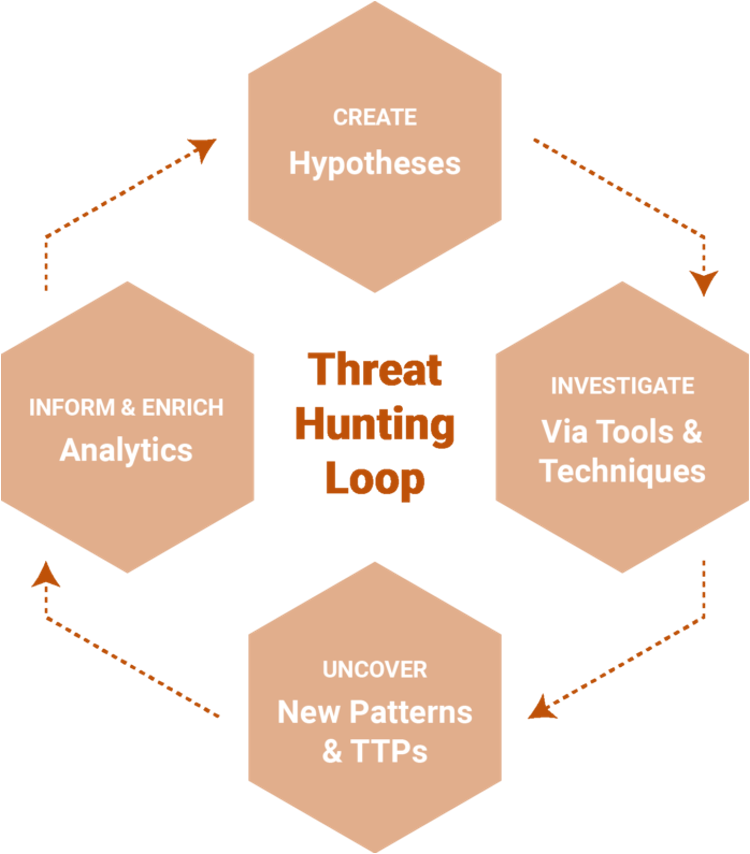 CREATE
Hypotheses
Threat
Hunting
Loop
INVESTIGATE
Via Tools &
Techniques
UNCOVER
New Patterns
& TTPs
INFORM & ENRICH
Analytics